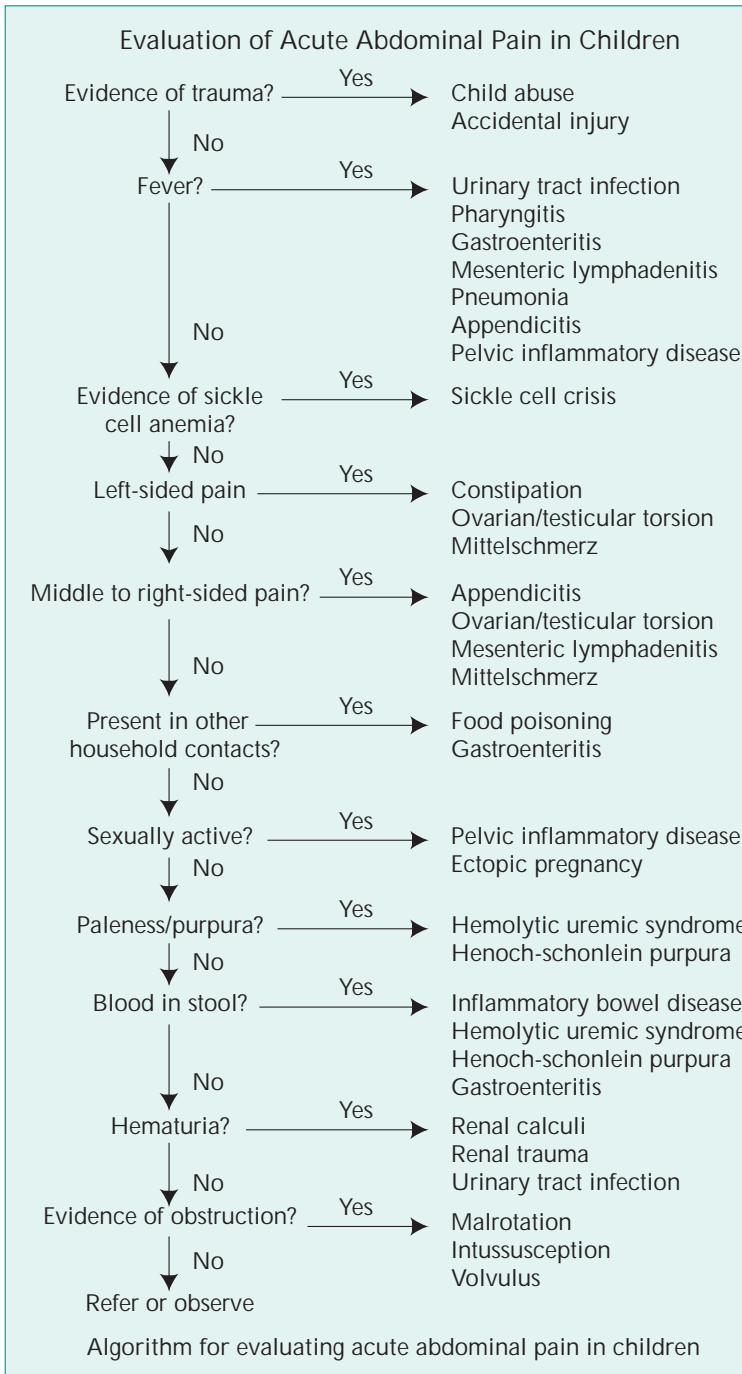 Evaluation of Acute Abdominal Pain in Children
Evidence of trauma?
Yes
Child abuse
Accidental injury
No
Fever?
Yes
Urinary tract infection
Pharyngitis
Gastroenteritis
Mesenteric lymphadenitis
Pneumonia
Appendicitis
Pelvic inflammatory disease
No
Evidence of sickle
cell anemia?
Yes
Sickle cell crisis
No
Left-sided pain
Yes
Constipation
Ovarian/testicular torsion
Mittelschmerz
No
Middle to right-sided pain?
Yes
Appendicitis
Ovarian/testicular torsion
Mesenteric lymphadenitis
Mittelschmerz
No
Present in other
household contacts?
Yes
Food poisoning
Gastroenteritis
No
Sexually active?
Yes
Pelvic inflammatory disease
Ectopic pregnancy
No
Paleness/purpura?
Yes
Hemolytic uremic syndrome
Henoch-schonlein purpura
No
Blood in stool?
Yes
Inflammatory bowel disease
Hemolytic uremic syndrome
Henoch-schonlein purpura
Gastroenteritis
No
Hematuria?
Yes
Renal calculi
Renal trauma
Urinary tract infection
No
Evidence of obstruction?
Yes
Malrotation
Intussusception
Volvulus
No
Refer or observe
Algorithm for evaluating acute abdominal pain in children